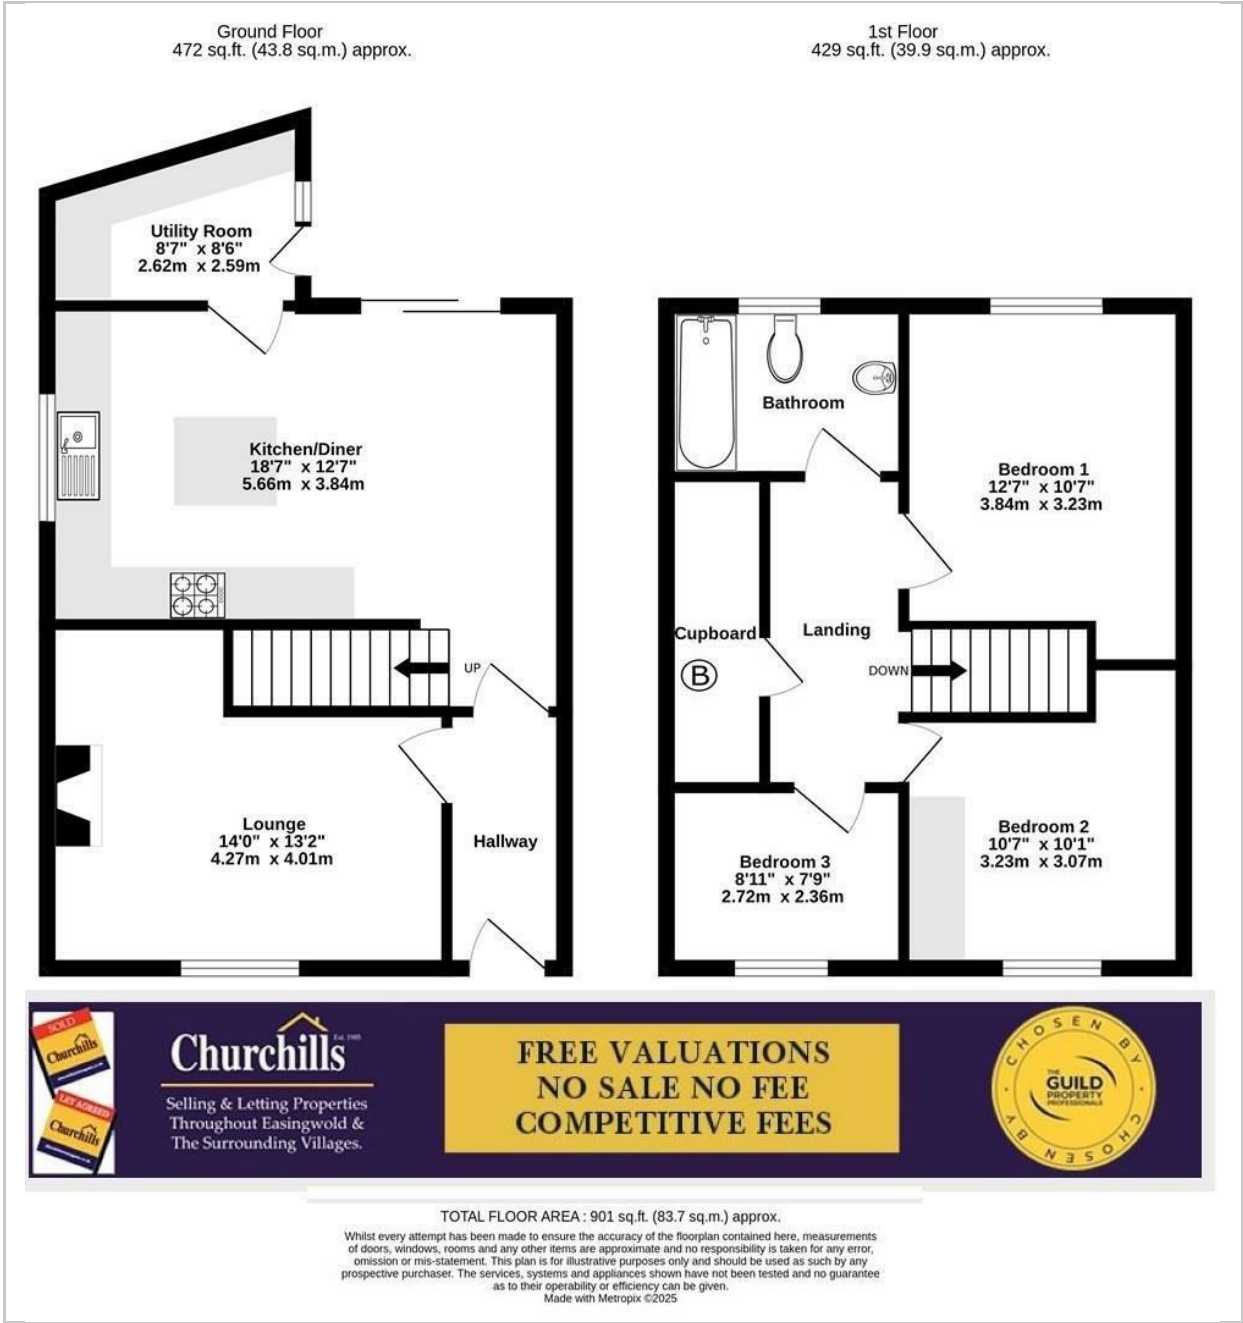 Ground Floor
472 sq.ft. (43.8 sq.m.) approx.
1st Floor
429 sq.ft. (39.9 sq.m.) approx.
Utility Room
8'7" x 8'6"
2.62m x 2.59m
Kitchen/Diner
18'7" x 12'7"
5.66m x 3.84m
UP
Lounge
14'0" x 13'2"
4.27m x 4.01m
Hallway
Bathroom
Bedroom 1
12'7" x 10'7"
3.84m x 3.23m
Cupboard
B
Landing
DOWN
Bedroom 2
10'7" x 10'1"
3.23m x 3.07m
Bedroom 3
8'11" x 7'9"
2.72m x 2.36m
SOLD
Churchills
LET AGREED
Churchills
Churchills
Est. 1985
Selling & Letting Properties
Throughout Easingwold &
The Surrounding Villages.
FREE VALUATIONS
NO SALE NO FEE
COMPETITIVE FEES
CHOSEN BY
THE
GUILD
PROPERTY
PROFESSIONALS
CHOSEN BY
TOTAL FLOOR AREA : 901 sq.ft. (83.7 sq.m.) approx.
Whilst every attempt has been made to ensure the accuracy of the floorplan contained here, measurements
of doors, windows, rooms and any other items are approximate and no responsibility is taken for any error,
omission or mis-statement. This plan is for illustrative purposes only and should be used as such by any
prospective purchaser. The services, systems and appliances shown have not been tested and no guarantee
as to their operability or efficiency can be given.
Made with Metropix ©2025